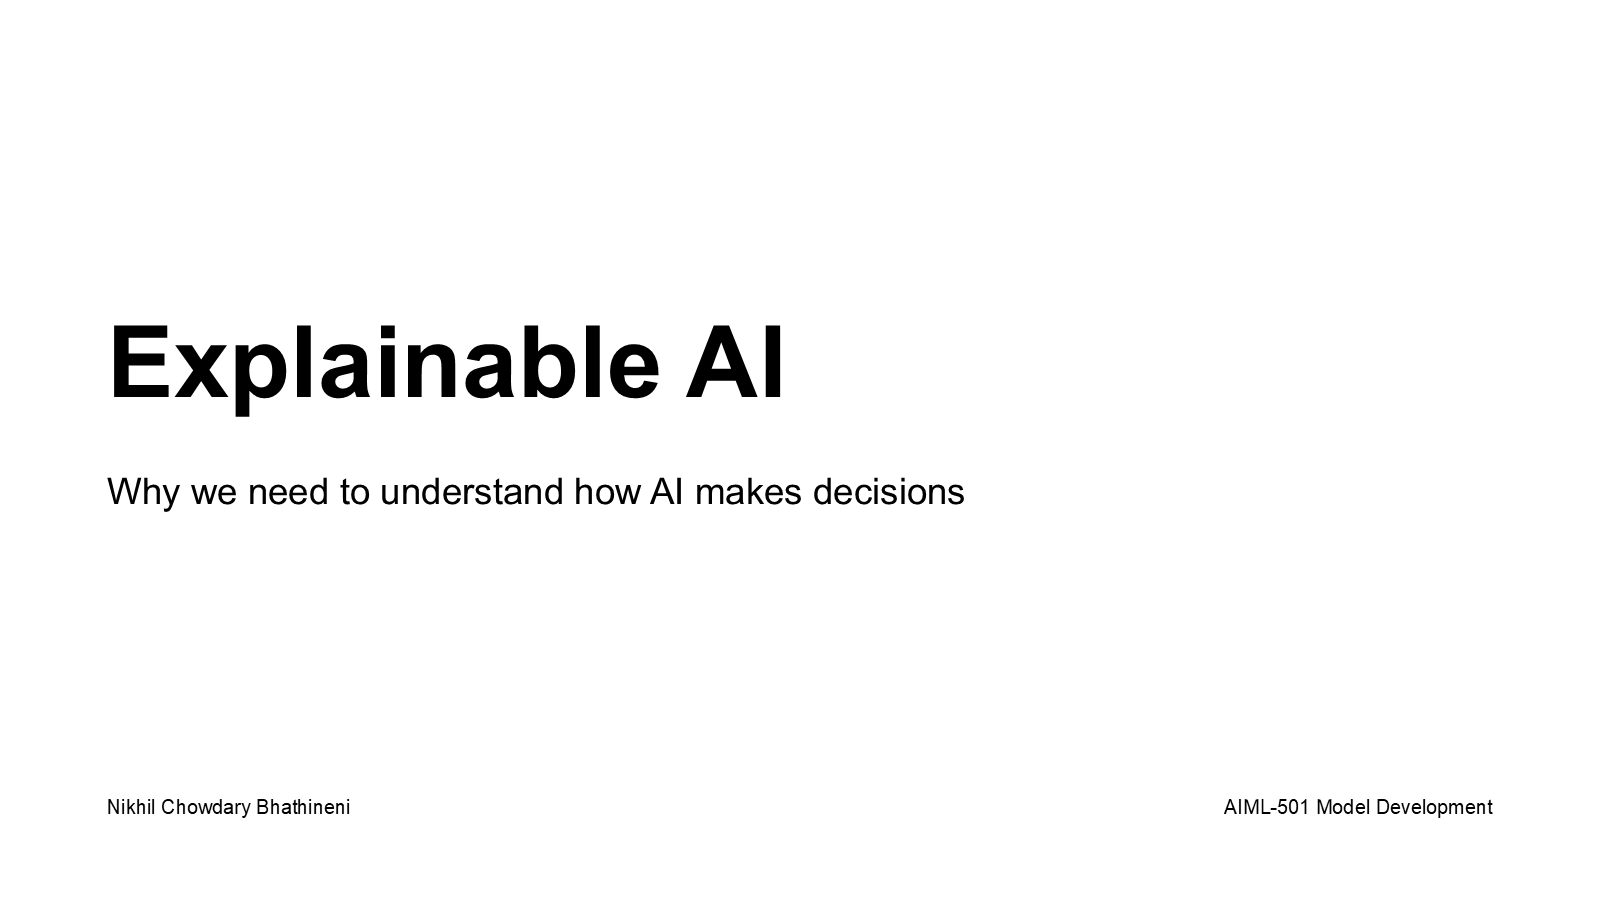 Explainable AI
Why we need to understand how AI makes decisions
Nikhil Chowdary Bhathineni
AIML-501 Model Development